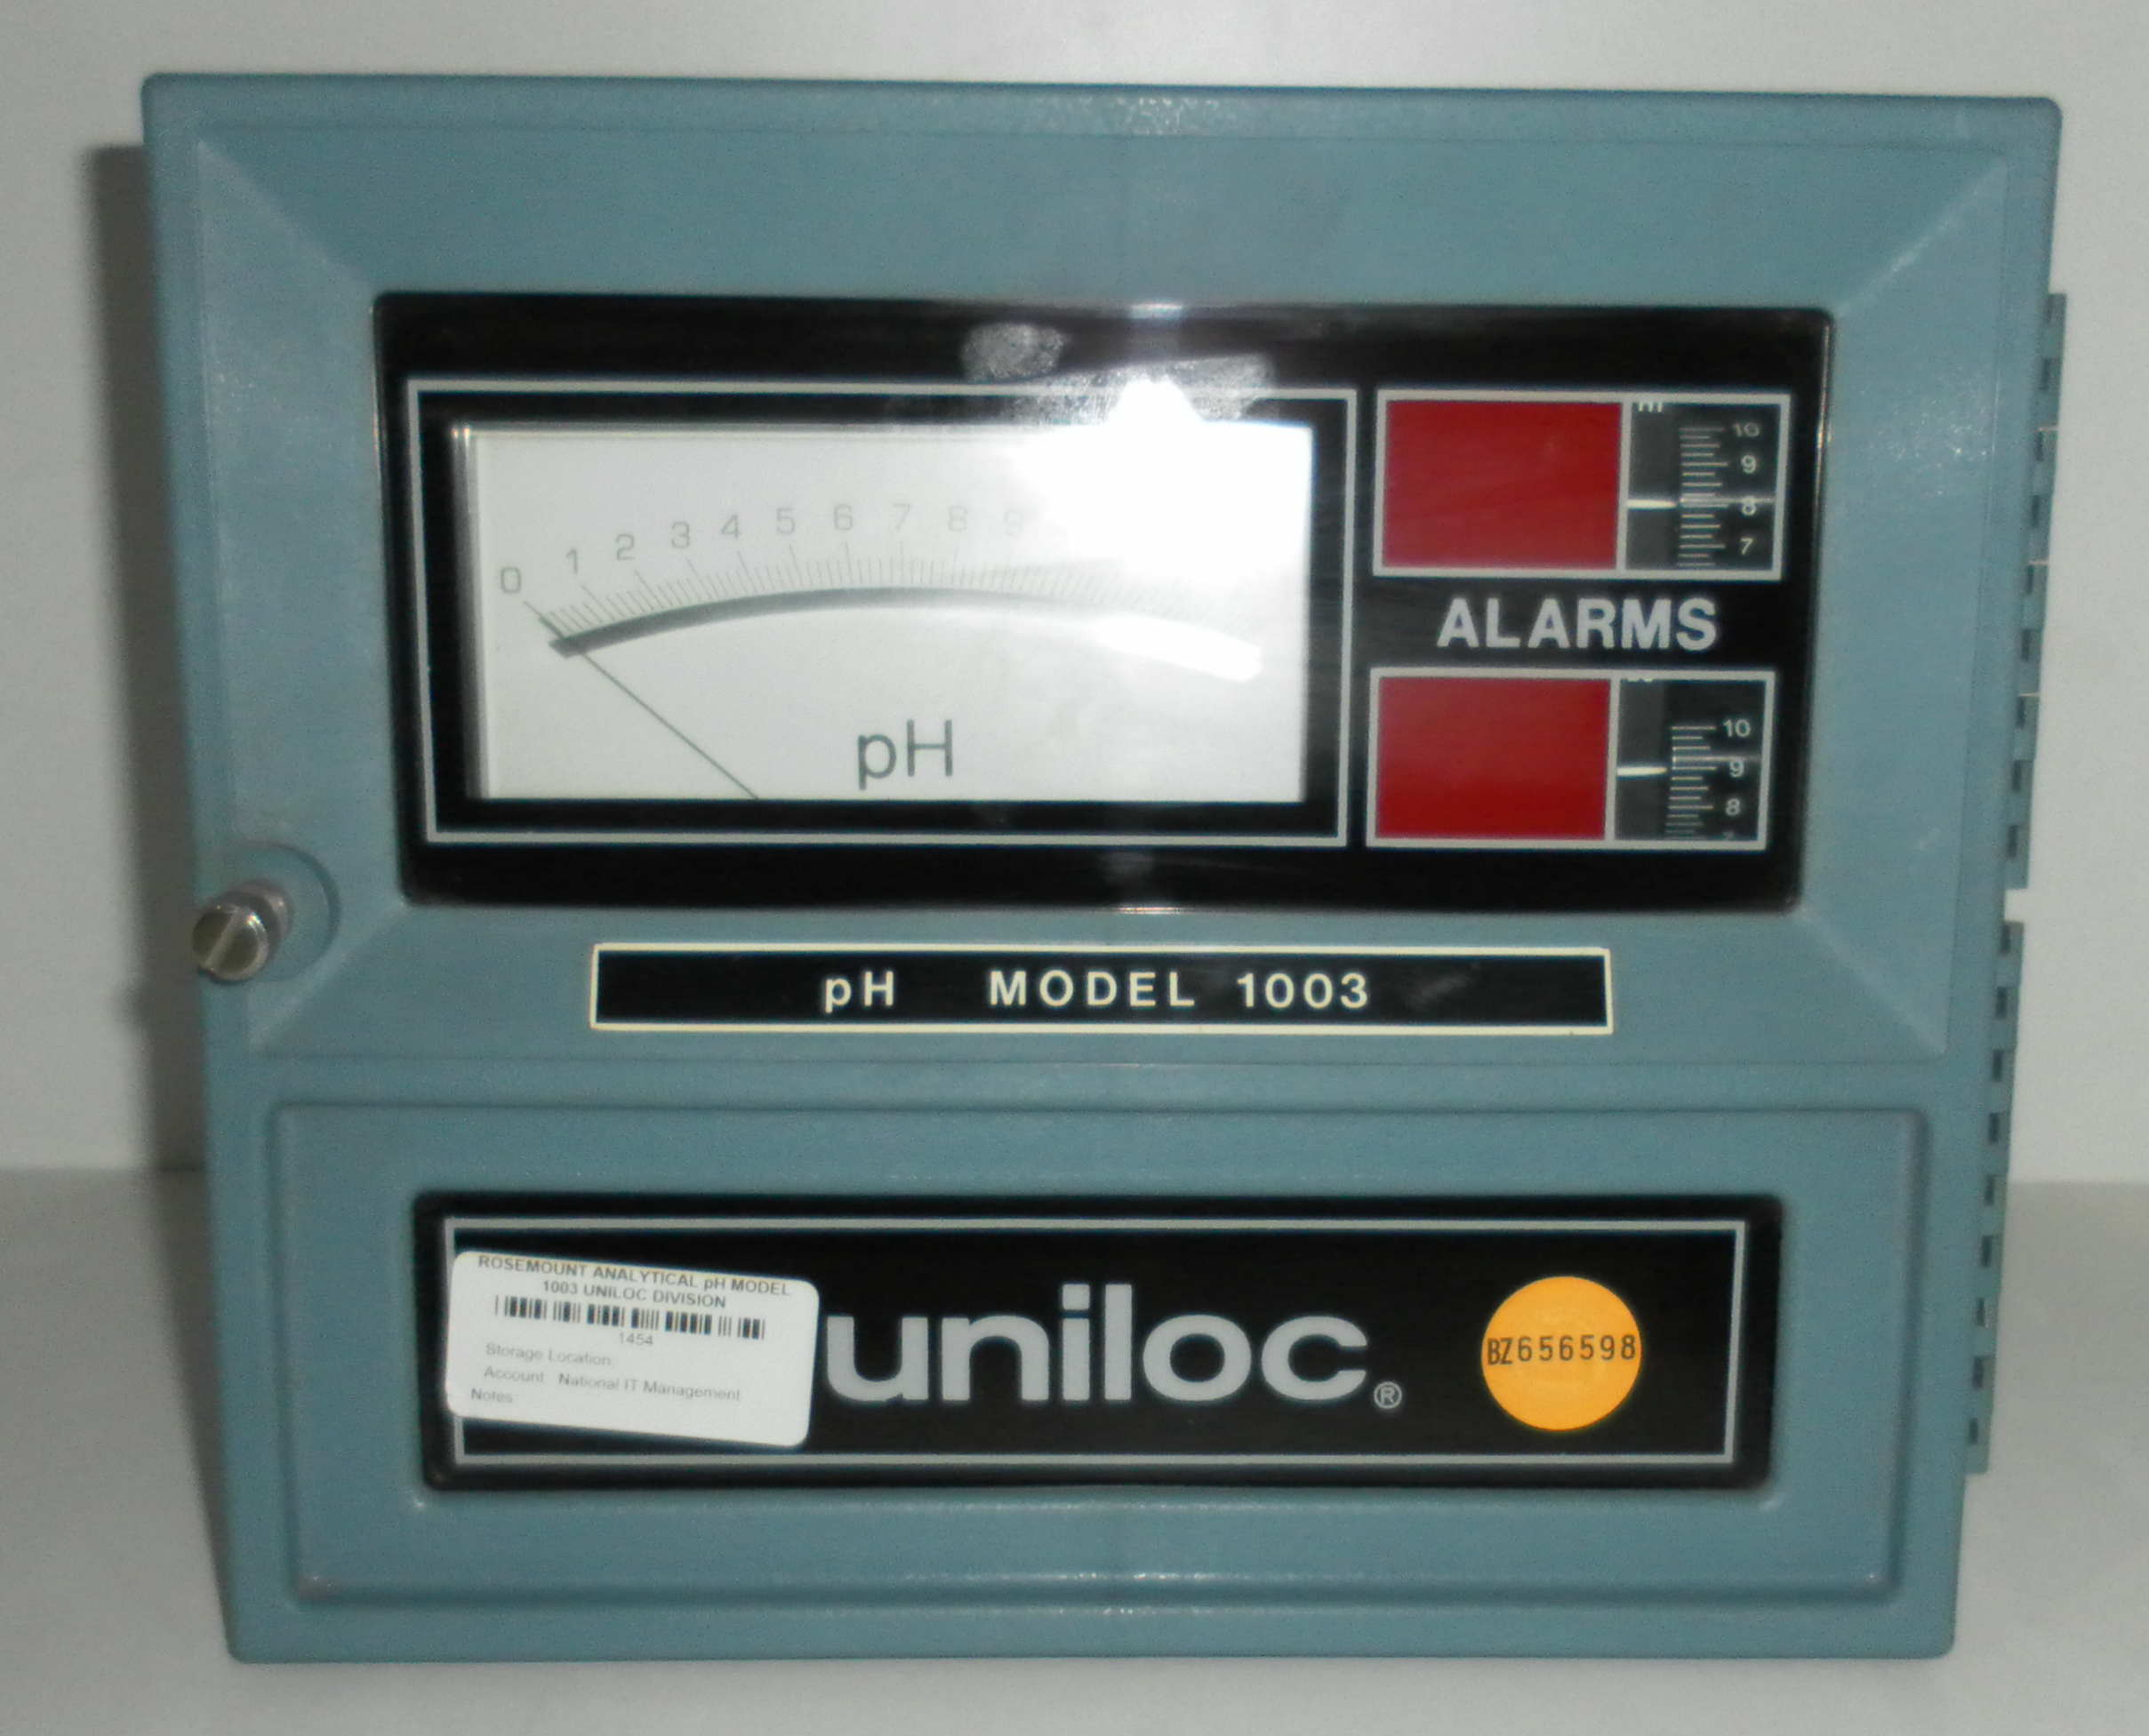 0 1 2 3 4 5 6 7 8 9
pH
10
9
8
7
ALARMS
10
9
8
pH MODEL 1003
ROSEMOUNT ANALYTICAL pH MODEL
1003 UNILOC DIVISION
1454
Storage Location:
Account: National IT Management
Notes:
uniloc®
BZ656598